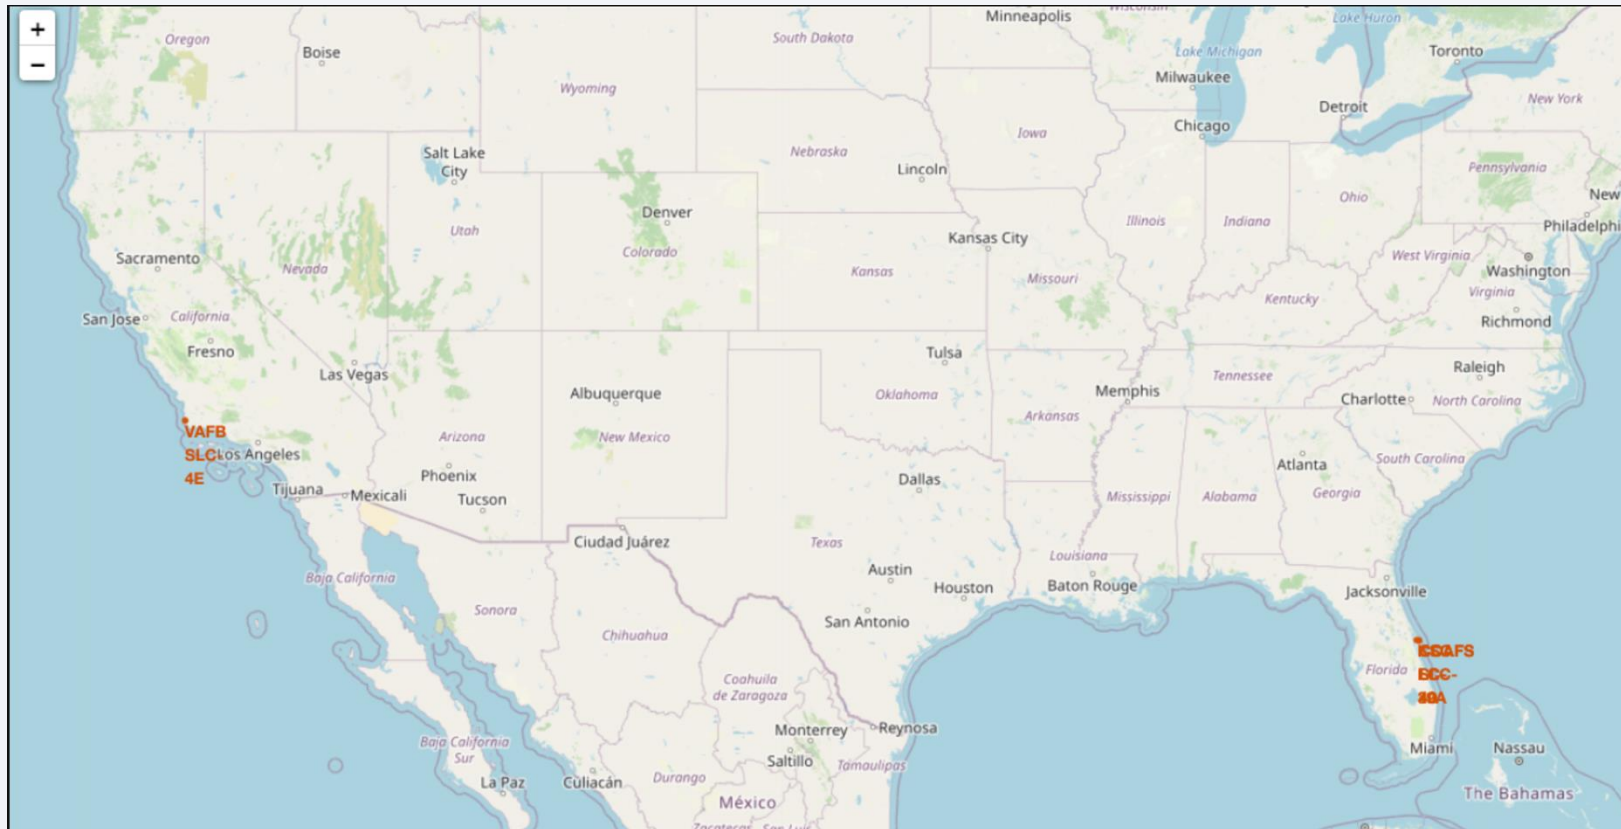 +
−
Oregon
Boise
South Dakota
Minneapolis
Wisconsin
Lake Huron
Toronto
Lake Michigan
Milwaukee
Wyoming
New York
Detroit
Chicago
Iowa
Salt Lake
City
Nebraska
Lincoln
Pennsylvania
Ohio
New
Denver
Utah
Illinois
Indiana
Philadelphi
Kansas City
Sacramento
Colorado
Nevada
Kansas
Missouri
West Virginia
Washington
Virginia
Kentucky
San Jose
California
Richmond
Fresno
Las Vegas
Tulsa
Raleigh
Tennessee
Albuquerque
Oklahoma
Memphis
Charlotte
North Carolina
Arkansas
VAFB
SLC-
4E
Los Angeles
Arizona
New Mexico
South Carolina
Atlanta
Phoenix
Dallas
Tijuana
Mexicali
Tucson
Mississippi
Alabama
Georgia
Ciudad Juárez
Texas
Louisiana
Baja California
Austin
Houston
Baton Rouge
Jacksonville
Sonora
San Antonio
Chihuahua
Florida
Coahuila
de Zaragoza
Monterrey
Reynosa
Baja California
Sur
Saltillo
Tamaulipas
Miami
Nassau
La Paz
Culiacán
Durango
The Bahamas
México
Zacatecas
San Luis